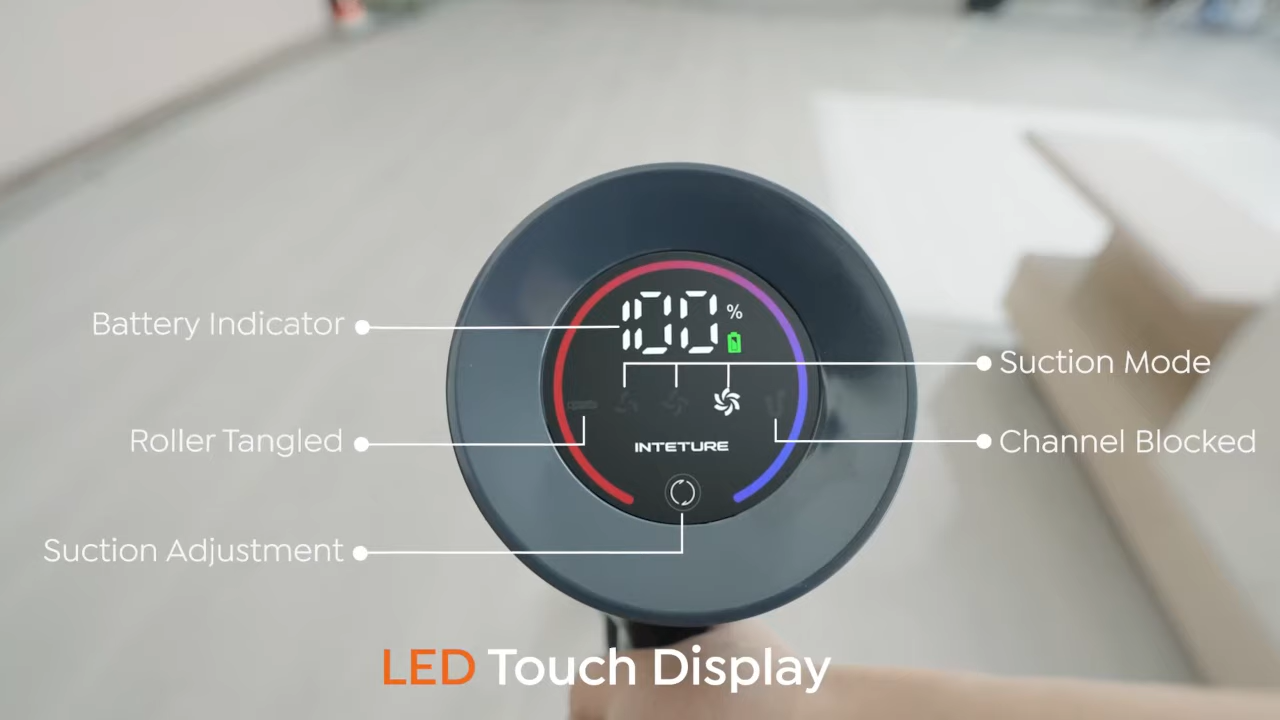 100%
Battery Indicator
Suction Mode
Roller Tangled
Channel Blocked
INTETURE
Suction Adjustment
LED Touch Display